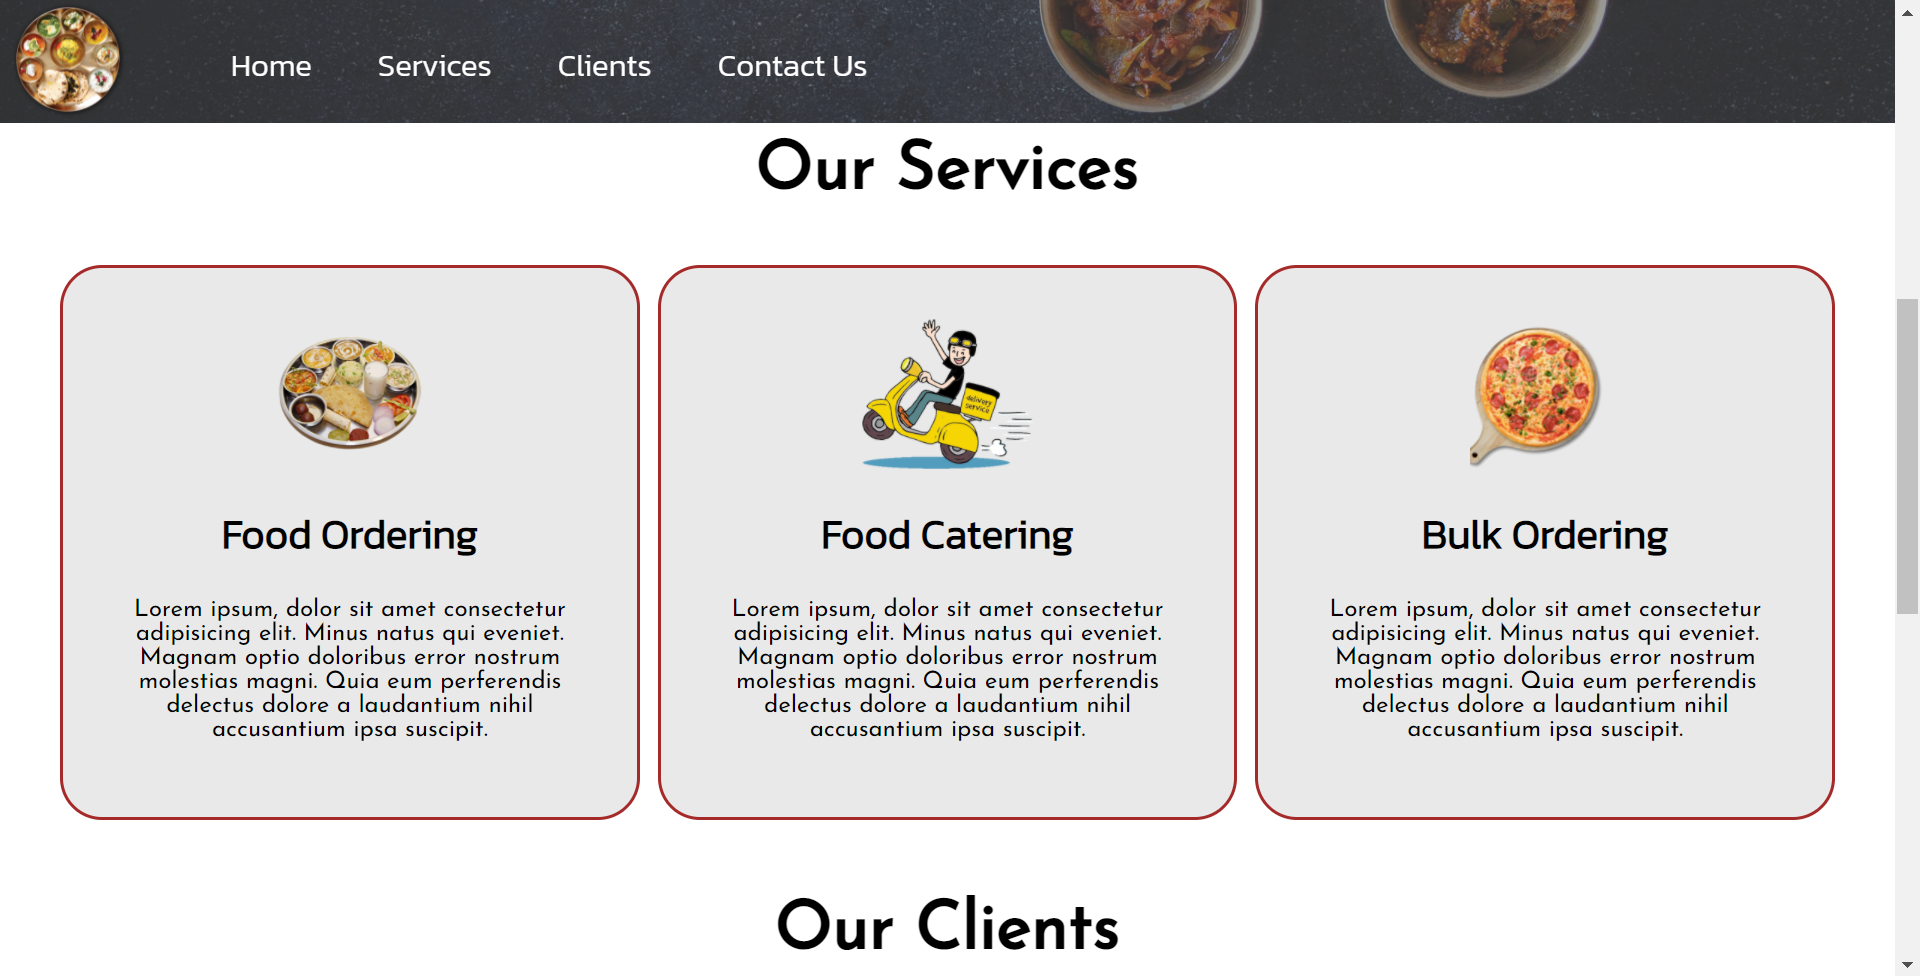 Home Services Clients Contact Us
Our Services
delivery
service
Food Ordering
Lorem ipsum, dolor sit amet consectetur
adipisicing elit. Minus natus qui eveniet.
Magnam optio doloribus error nostrum
molestias magni. Quia eum perferendis
delectus dolore a laudantium nihil
accusantium ipsa suscipit.
Food Catering
Lorem ipsum, dolor sit amet consectetur
adipisicing elit. Minus natus qui eveniet.
Magnam optio doloribus error nostrum
molestias magni. Quia eum perferendis
delectus dolore a laudantium nihil
accusantium ipsa suscipit.
Bulk Ordering
Lorem ipsum, dolor sit amet consectetur
adipisicing elit. Minus natus qui eveniet.
Magnam optio doloribus error nostrum
molestias magni. Quia eum perferendis
delectus dolore a laudantium nihil
accusantium ipsa suscipit.
Our Clients